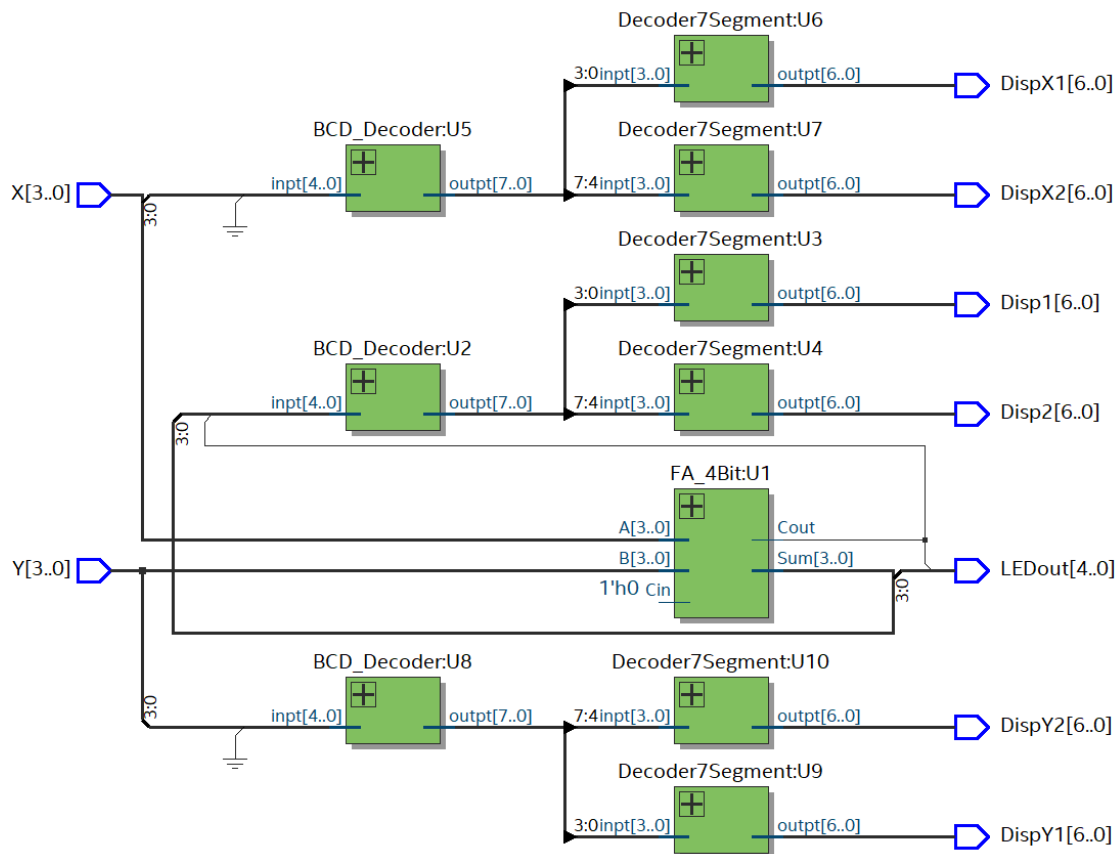 Decoder7Segment:U6
3:0 inpt[3..0] outpt[6..0] DispX1[6..0]
BCD_Decoder:U5 Decoder7Segment:U7
X[3..0] 3:0 inpt[4..0] outpt[7..0] 7:4 inpt[3..0] outpt[6..0] DispX2[6..0]
Decoder7Segment:U3
3:0 inpt[3..0] outpt[6..0] Disp1[6..0]
BCD_Decoder:U2 Decoder7Segment:U4
3:0 inpt[4..0] outpt[7..0] 7:4 inpt[3..0] outpt[6..0] Disp2[6..0]
FA_4Bit:U1
A[3..0] Cout
Y[3..0] B[3..0] Sum[3..0] LEDout[4..0]
1'h0 Cin 3:0
BCD_Decoder:U8 Decoder7Segment:U10
3:0 inpt[4..0] outpt[7..0] 7:4 inpt[3..0] outpt[6..0] DispY2[6..0]
Decoder7Segment:U9
3:0 inpt[3..0] outpt[6..0] DispY1[6..0]